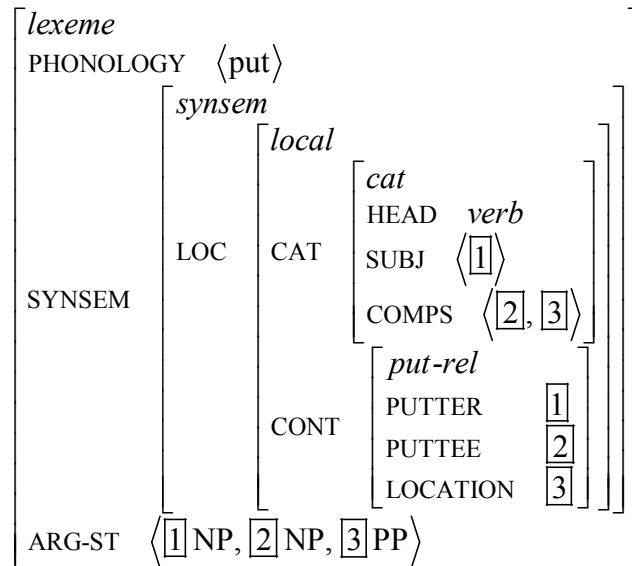 lexeme
PHONOLOGY ⟨put⟩
synsem
local
cat
HEAD verb
LOC CAT SUBJ ⟨1⟩
SYNSEM
COMPS ⟨2, 3⟩
put-rel
PUTTER 1
CONT PUTTEE 2
LOCATION 3
ARG-ST ⟨1 NP, 2 NP, 3 PP⟩